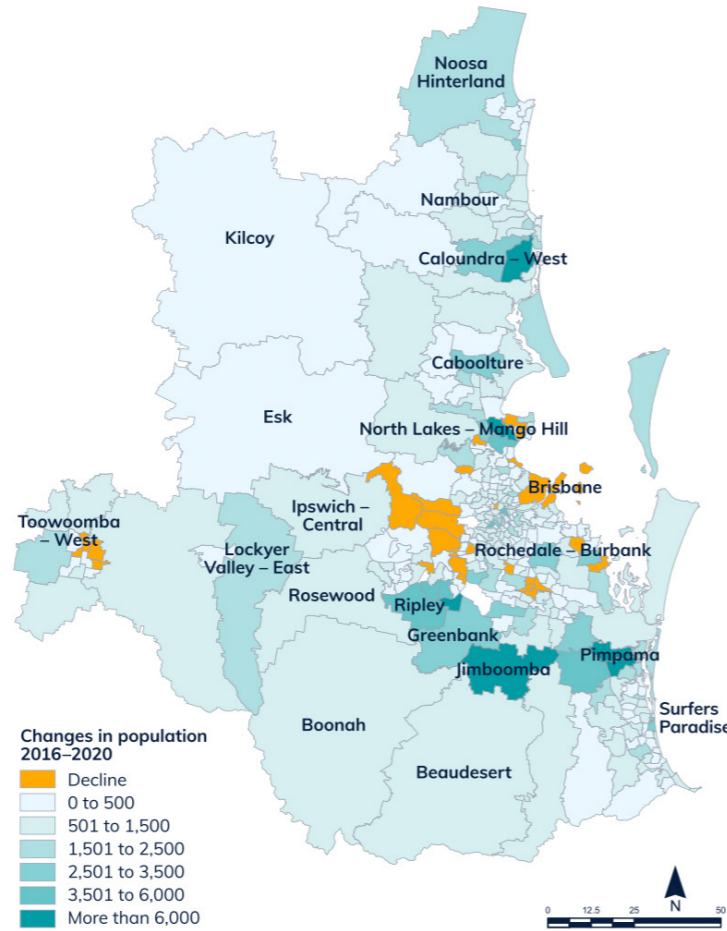 Noosa
Hinterland
Nambour
Kilcoy
Caloundra – West
Caboolture
Esk
North Lakes – Mango Hill
Brisbane
Ipswich –
Central
Toowoomba
– West
Lockyer
Valley – East
Rochedale – Burbank
Rosewood
Ripley
Greenbank
Jimboomba
Pimpama
Surfers
Paradise
Boonah
Beaudesert
Changes in population
2016–2020
Decline
0 to 500
501 to 1,500
1,501 to 2,500
2,501 to 3,500
3,501 to 6,000
More than 6,000
N
0 12.5 25 50